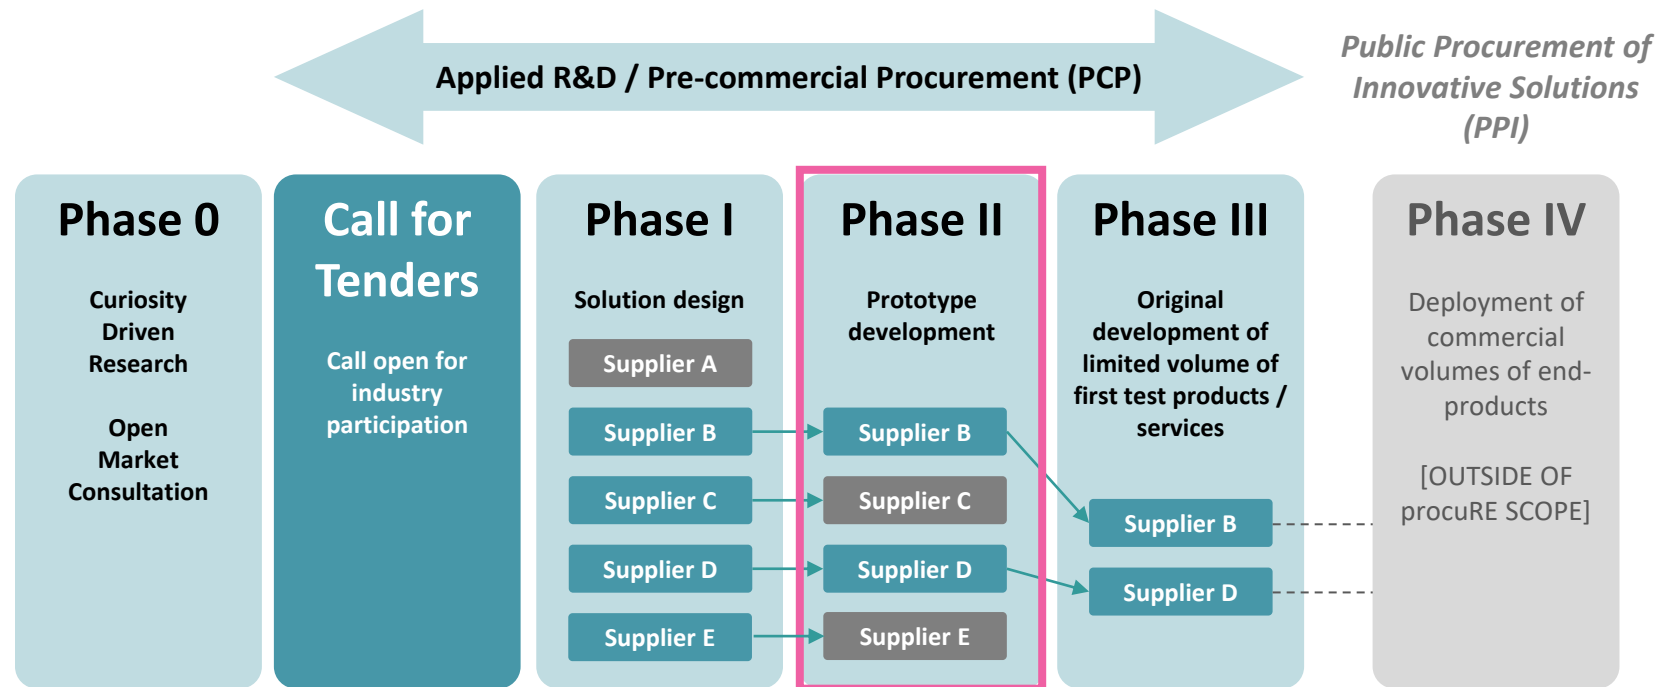 Applied R&D / Pre-commercial Procurement (PCP)
Public Procurement of
Innovative Solutions
(PPI)
Phase 0
Curiosity
Driven
Research
Open
Market
Consultation
Call for
Tenders
Call open for
industry
participation
Phase I
Solution design
Supplier A
Supplier B
Supplier C
Supplier D
Supplier E
Phase II
Prototype
development
Supplier B
Supplier C
Supplier D
Supplier E
Phase III
Original
development of
limited volume of
first test products /
services
Supplier B
Supplier D
Phase IV
Deployment of
commercial
volumes of end-
products
[OUTSIDE OF
procuRE SCOPE]